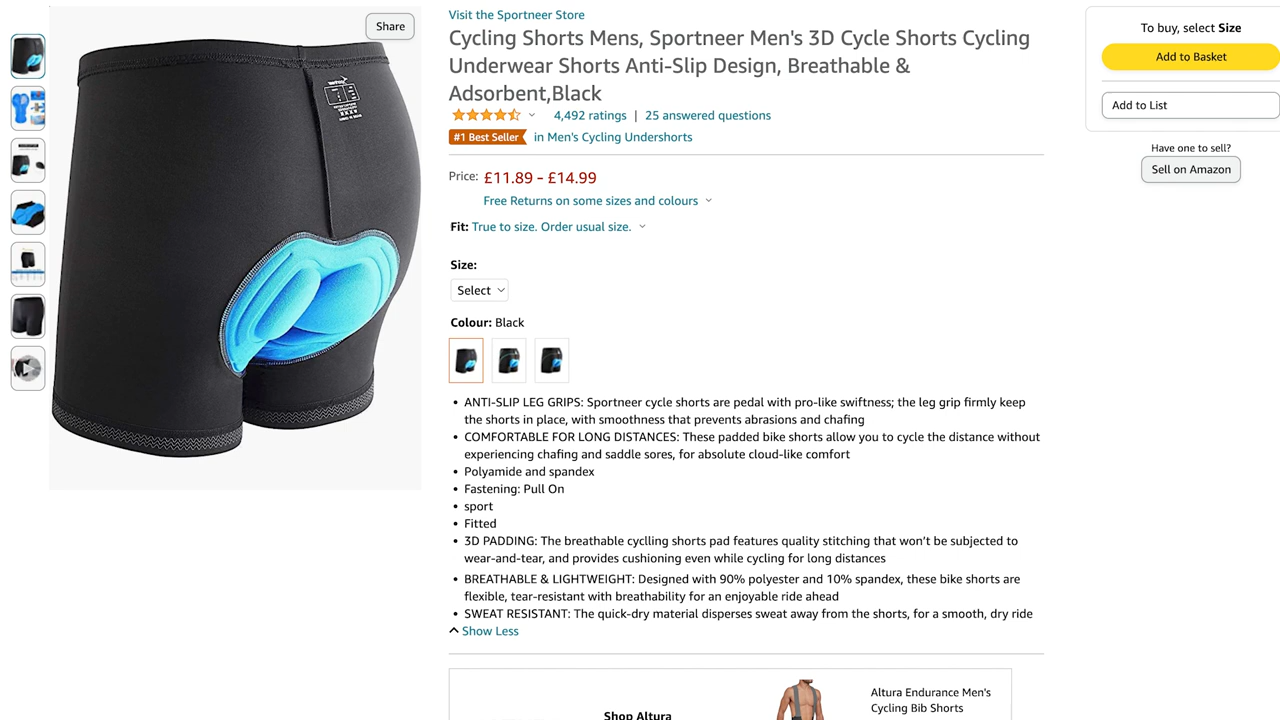 Share
Visit the Sportneer Store
Cycling Shorts Mens, Sportneer Men's 3D Cycle Shorts Cycling
Underwear Shorts Anti-Slip Design, Breathable &
Adsorbent,Black
4,492 ratings | 25 answered questions
#1 Best Seller in Men's Cycling Undershorts
Price: £11.89 - £14.99
Free Returns on some sizes and colours
Fit: True to size. Order usual size.
Size:
Select
Colour: Black
• ANTI-SLIP LEG GRIPS: Sportneer cycle shorts are pedal with pro-like swiftness; the leg grip firmly keep
the shorts in place, with smoothness that prevents abrasions and chafing
• COMFORTABLE FOR LONG DISTANCES: These padded bike shorts allow you to cycle the distance without
experiencing chafing and saddle sores, for absolute cloud-like comfort
• Polyamide and spandex
• Fastening: Pull On
• sport
• Fitted
• 3D PADDING: The breathable cyclling shorts pad features quality stitching that won't be subjected to
wear-and-tear, and provides cushioning even while cycling for long distances
• BREATHABLE & LIGHTWEIGHT: Designed with 90% polyester and 10% spandex, these bike shorts are
flexible, tear-resistant with breathability for an enjoyable ride ahead
• SWEAT RESISTANT: The quick-dry material disperses sweat away from the shorts, for a smooth, dry ride
Show Less
Shop Altura
Altura Endurance Men's
Cycling Bib Shorts
To buy, select Size
Add to Basket
Add to List
Have one to sell?
Sell on Amazon